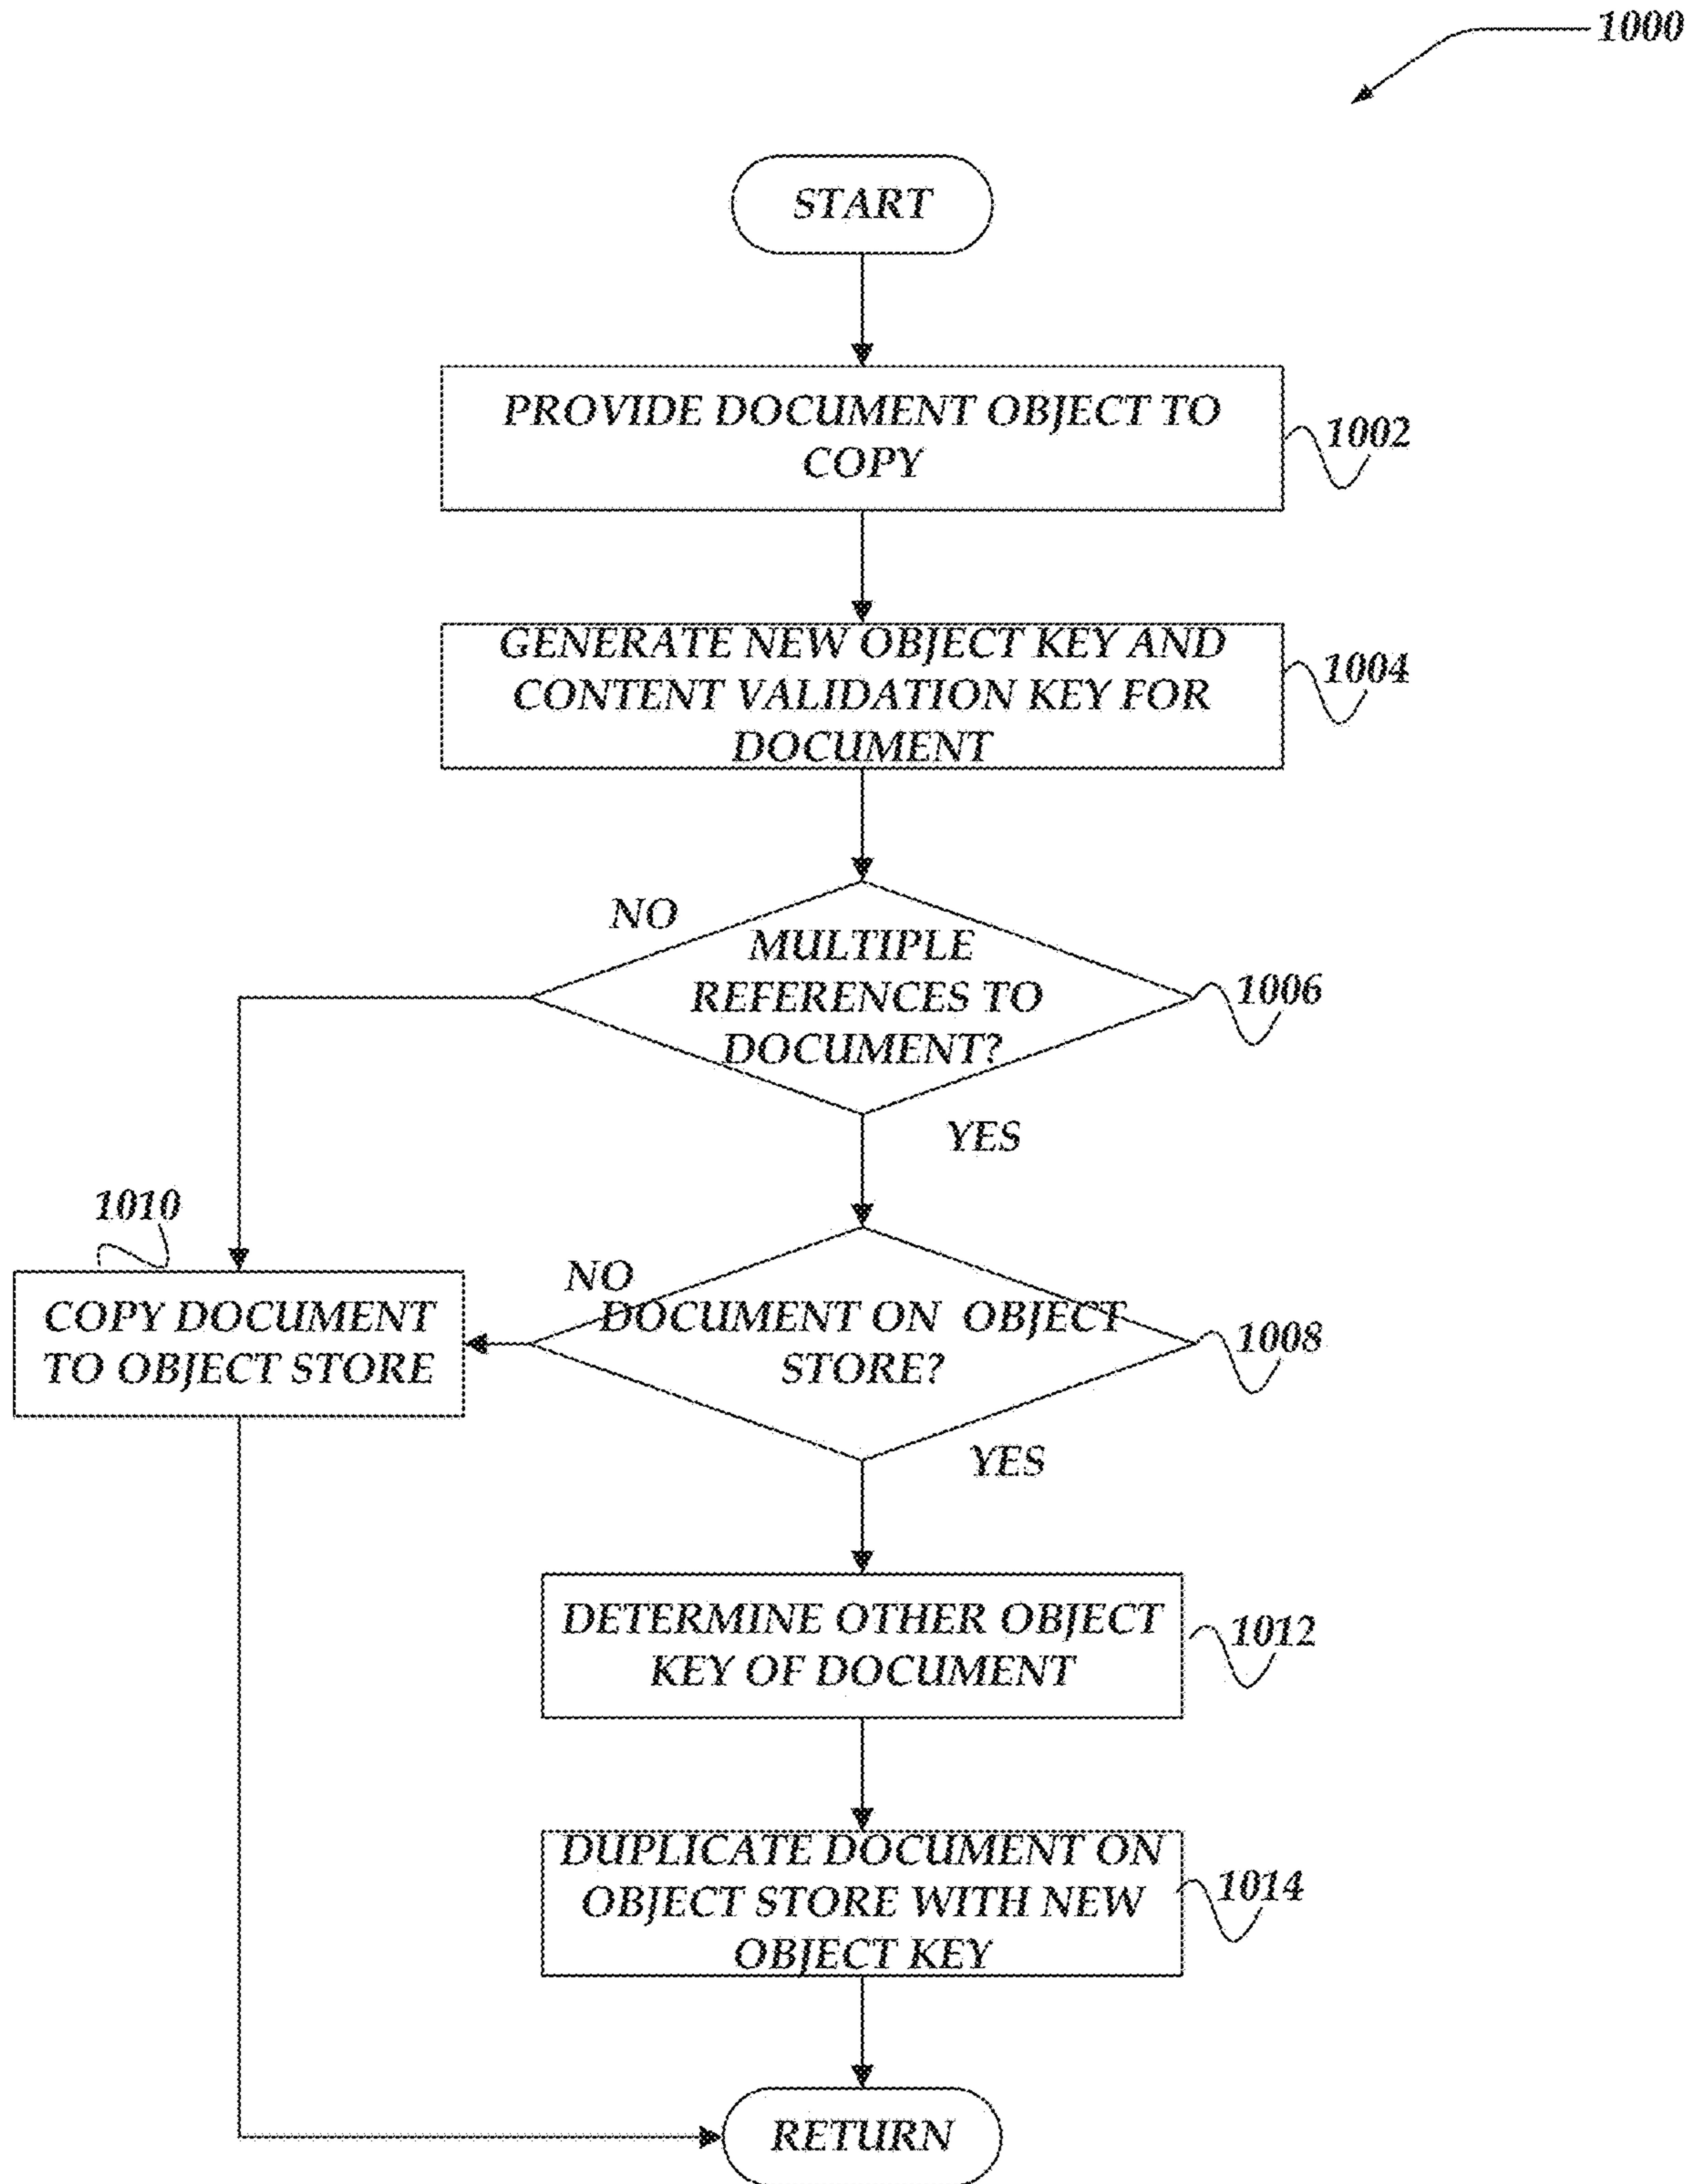 1000
START
PROVIDE DOCUMENT OBJECT TO
COPY
1002
GENERATE NEW OBJECT KEY AND
CONTENT VALIDATION KEY FOR
DOCUMENT
1004
NO
MULTIPLE
REFERENCES TO
DOCUMENT?
1006
YES
1010
COPY DOCUMENT
TO OBJECT STORE
NO
DOCUMENT ON OBJECT
STORE?
1008
YES
DETERMINE OTHER OBJECT
KEY OF DOCUMENT
1012
DUPLICATE DOCUMENT ON
OBJECT STORE WITH NEW
OBJECT KEY
1014
RETURN